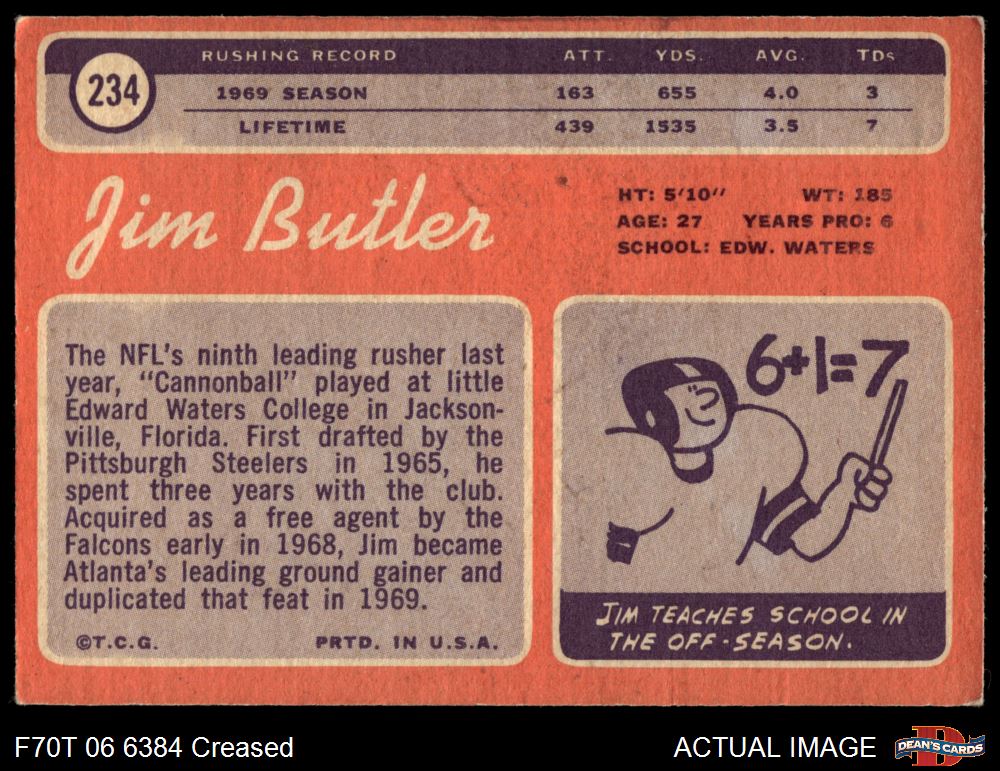 234
RUSHING RECORD ATT. YDS. AVG. TDs
1969 SEASON 163 655 4.0 3
LIFETIME 439 1535 3.5 7
Jim Butler
HT: 5'10" WT: 185
AGE: 27 YEARS PRO: 6
SCHOOL: EDW. WATERS
The NFL's ninth leading rusher last
year, "Cannonball" played at little
Edward Waters College in Jackson-
ville, Florida. First drafted by the
Pittsburgh Steelers in 1965, he
spent three years with the club.
Acquired as a free agent by the
Falcons early in 1968, Jim became
Atlanta's leading ground gainer and
duplicated that feat in 1969.
©T.C.G. PRTD. IN U.S.A.
6+1=7
JIM TEACHES SCHOOL IN
THE OFF-SEASON.
F70T 06 6384 Creased
ACTUAL IMAGE
D
DEAN'S CARDS